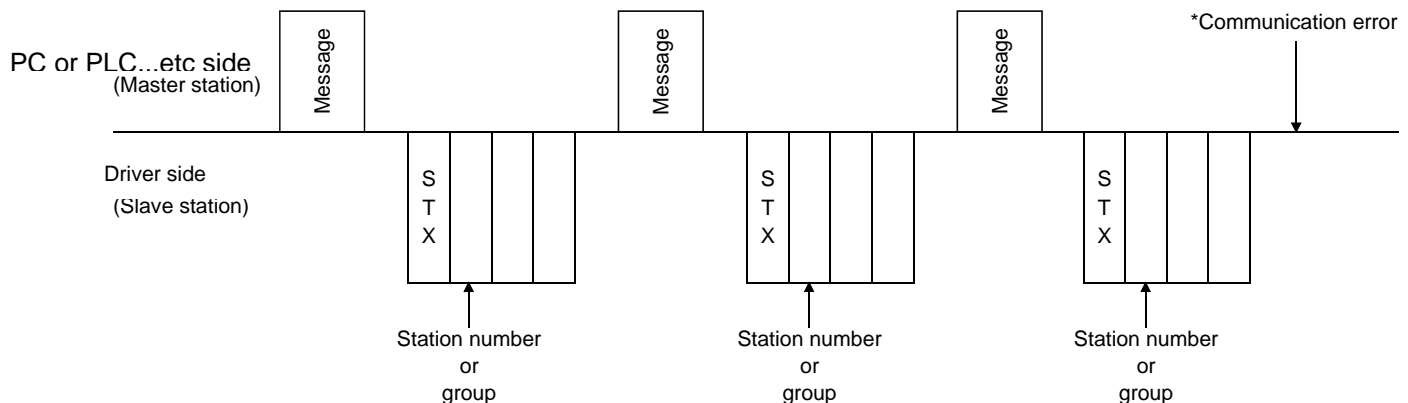 *Communication error
PC or PLC...etc side
(Master station)
Message
Message
Message
Driver side
(Slave station)
S
T
X
S
T
X
S
T
X
Station number
or
group
Station number
or
group
Station number
or
group